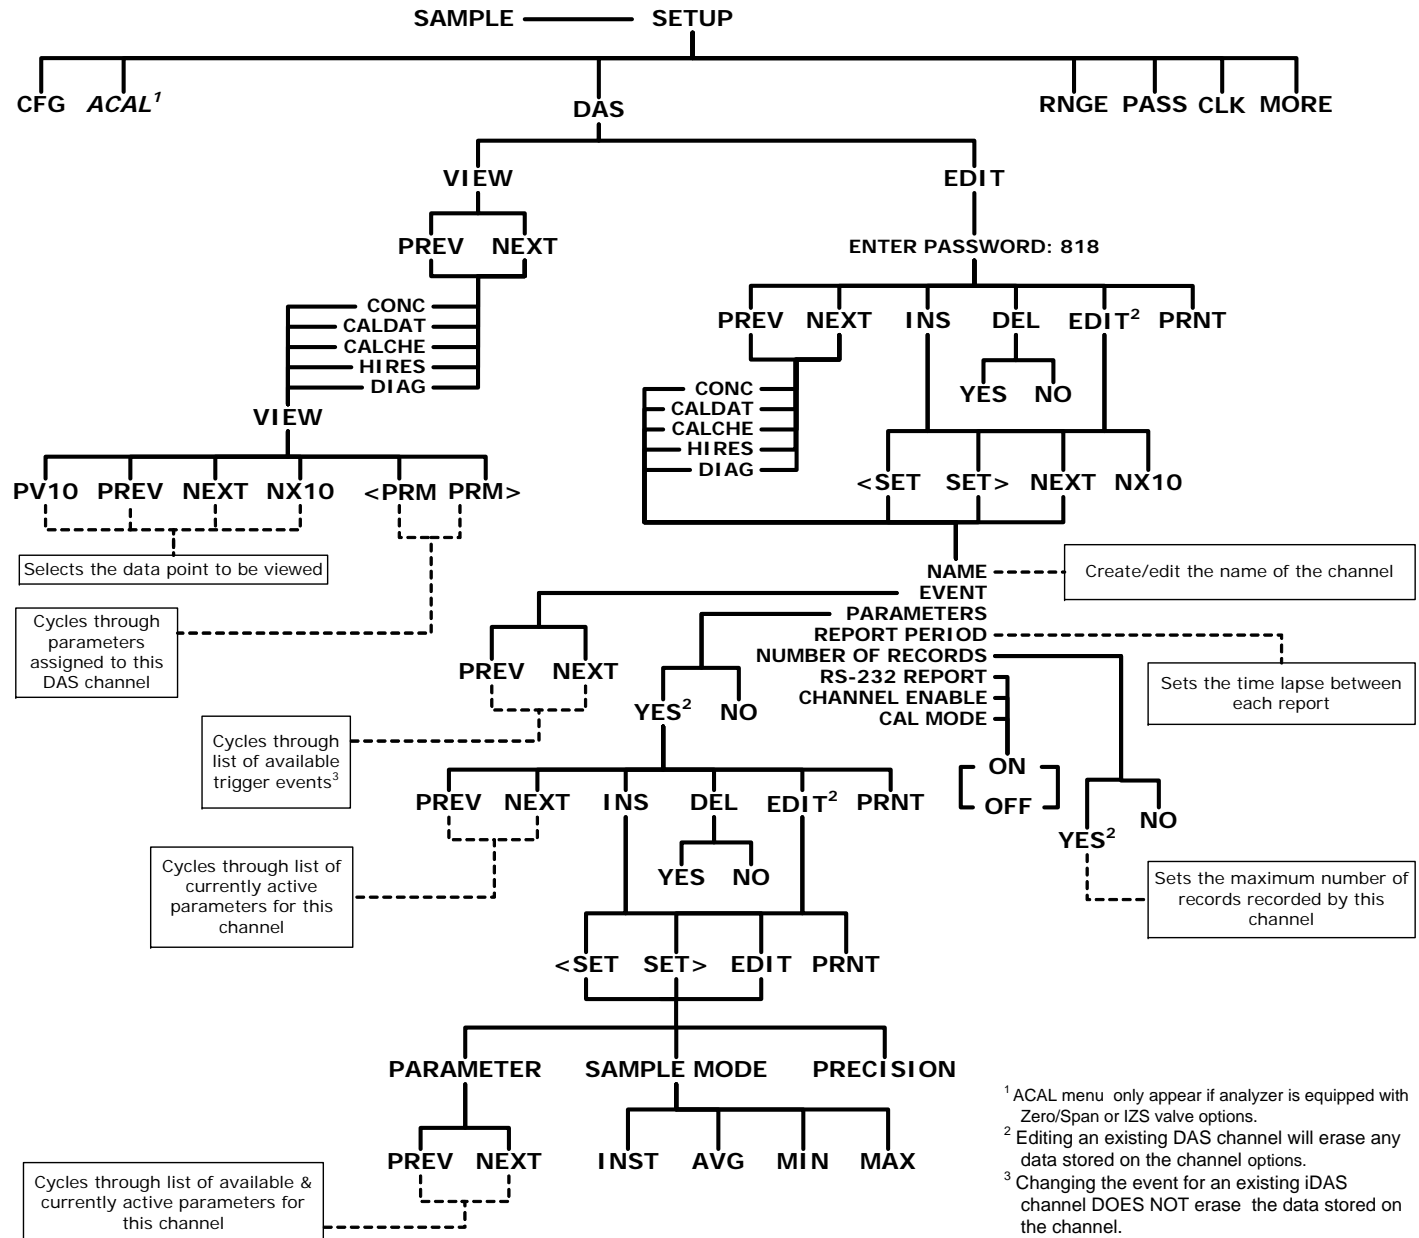 SAMPLE SETUP
CFG ACAL¹ DAS RNGE PASS CLK MORE
VIEW EDIT
PREV NEXT
ENTER PASSWORD: 818
CONC
CALDAT
CALCHE
HIRES
DIAG
PREV NEXT INS DEL EDIT² PRNT
YES NO
CONC
CALDAT
CALCHE
HIRES
DIAG
VIEW
<SET SET> NEXT NX10
PV10 PREV NEXT NX10 <PRM PRM>
Selects the data point to be viewed
Cycles through
parameters
assigned to this
DAS channel
NAME
Create/edit the name of the channel
EVENT
PARAMETERS
REPORT PERIOD
NUMBER OF RECORDS
RS-232 REPORT
CHANNEL ENABLE
CAL MODE
Sets the time lapse between
each report
PREV NEXT
YES² NO
Cycles through
list of available
trigger events³
ON
OFF
YES² NO
Sets the maximum number of
records recorded by this
channel
PREV NEXT INS DEL EDIT² PRNT
Cycles through list of
currently active
parameters for this
channel
YES NO
<SET SET> EDIT PRNT
PARAMETER SAMPLE MODE PRECISION
PREV NEXT INST AVG MIN MAX
Cycles through list of available &
currently active parameters for
this channel
¹ ACAL menu only appear if analyzer is equipped with
Zero/Span or IZS valve options.
² Editing an existing DAS channel will erase any
data stored on the channel options.
³ Changing the event for an existing iDAS
channel DOES NOT erase the data stored on
the channel.